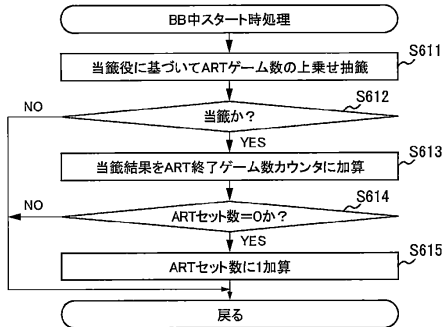 BB中スタート時処理
S611
当籤役に基づいてARTゲーム数の上乗せ抽籤
S612
NO
当籤か?
YES
S613
当籤結果をART終了ゲーム数カウンタに加算
S614
NO
ARTセット数=0か?
YES
S615
ARTセット数に1加算
戻る